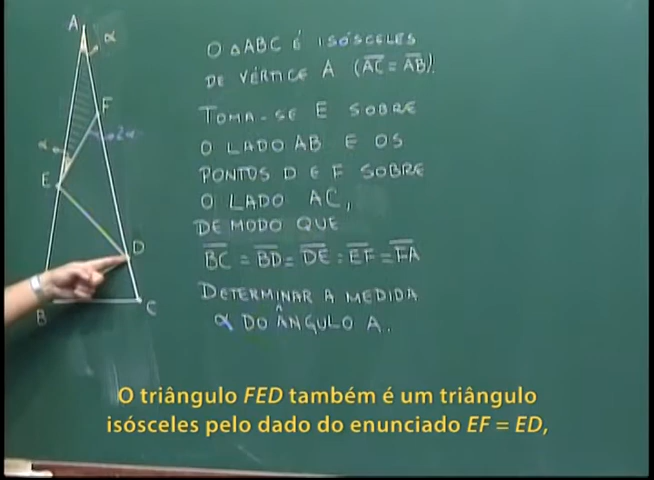 A
α
F
α
2α
E
D
B
C
O △ABC É ISÓSCELES
DE VÉRTICE A (AC = AB).
TOMA-SE E SOBRE
O LADO AB E OS
PONTOS D E F SOBRE
O LADO AC,
DE MODO QUE
BC = BD = DE = EF = FA
DETERMINAR A MEDIDA
α DO ÂNGULO A.
O triângulo FED também é um triângulo
isósceles pelo dado do enunciado EF = ED,